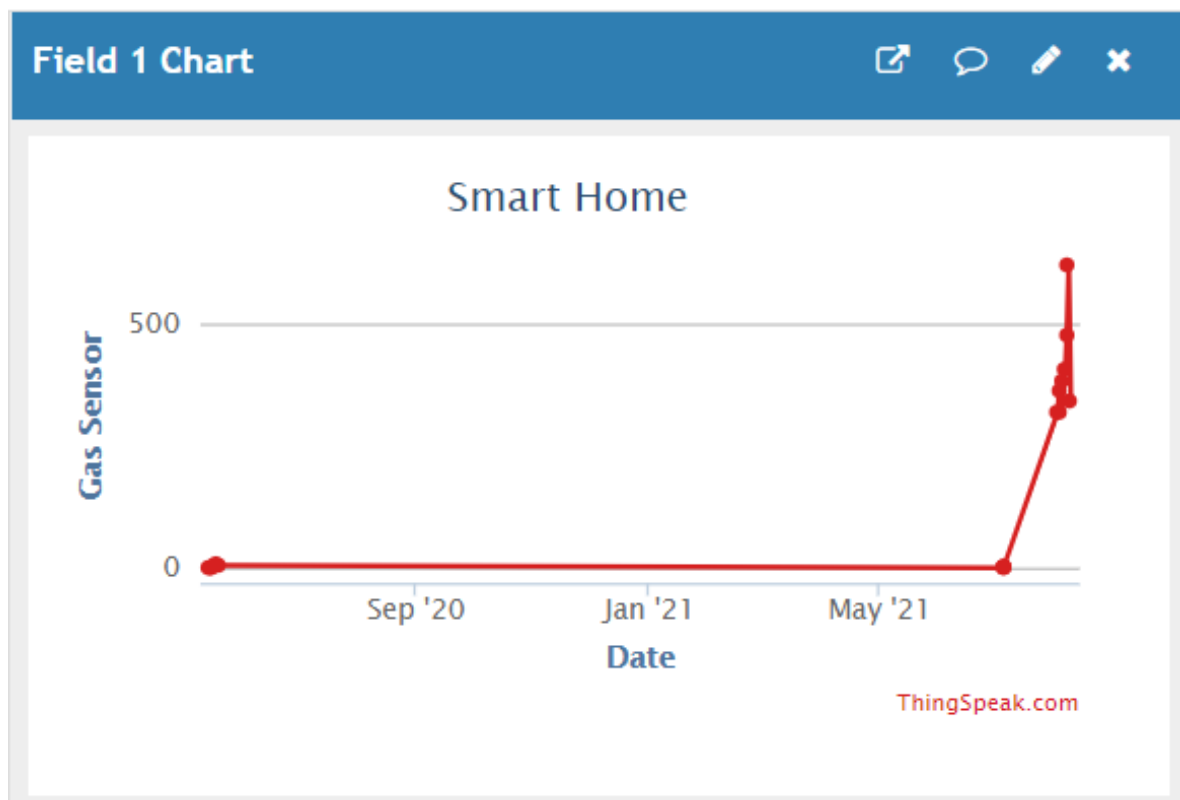 Field 1 Chart
Smart Home
Gas Sensor
500
0
Sep '20
Jan '21
May '21
Date
ThingSpeak.com